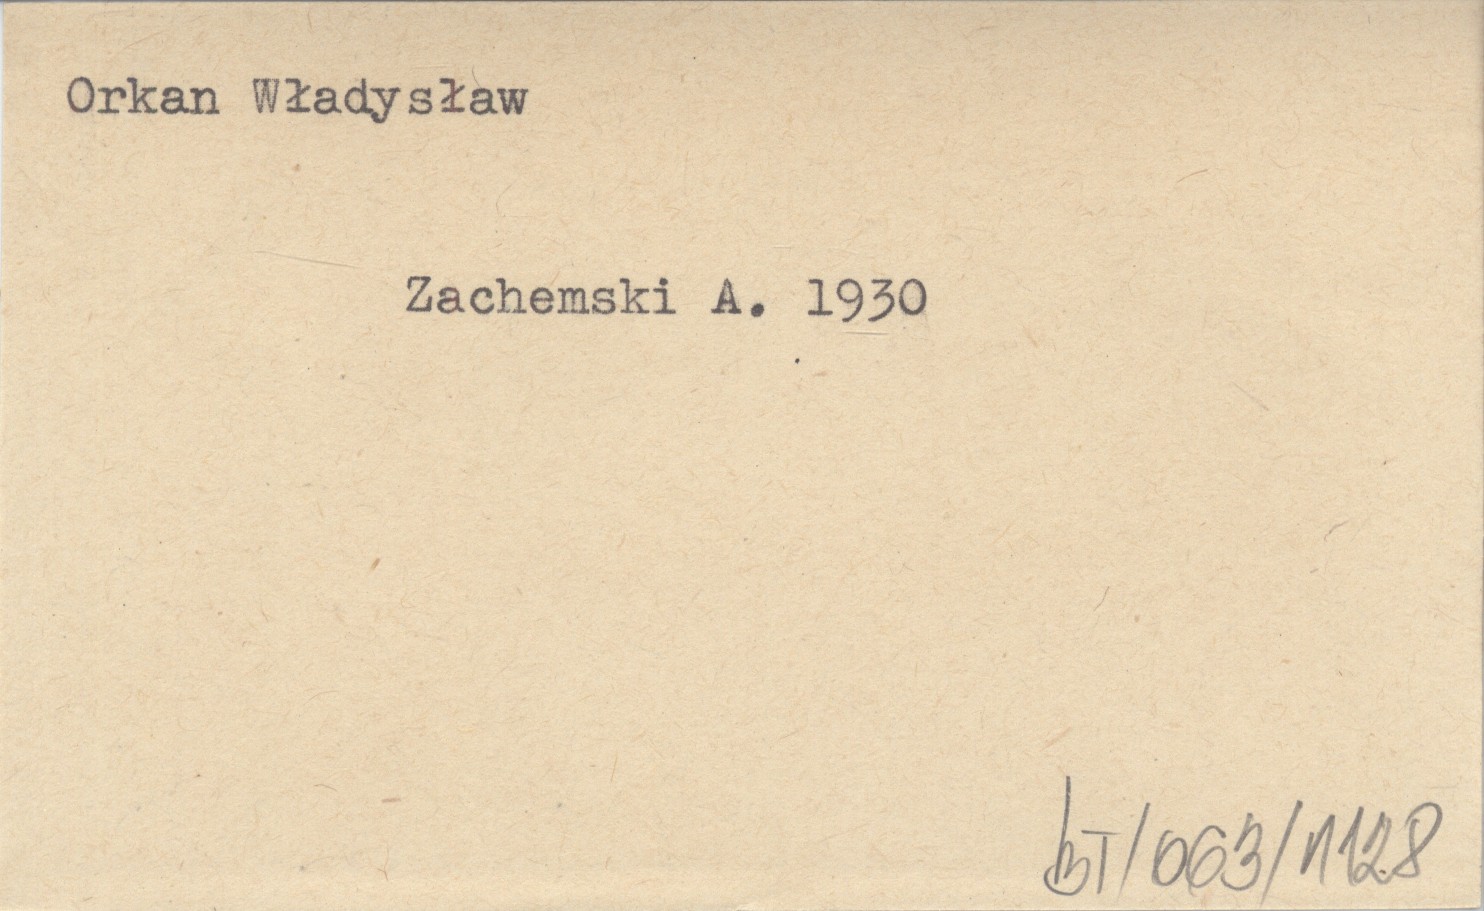 Orkan Władysław
Zachemski A. 1930
BT/063/1128